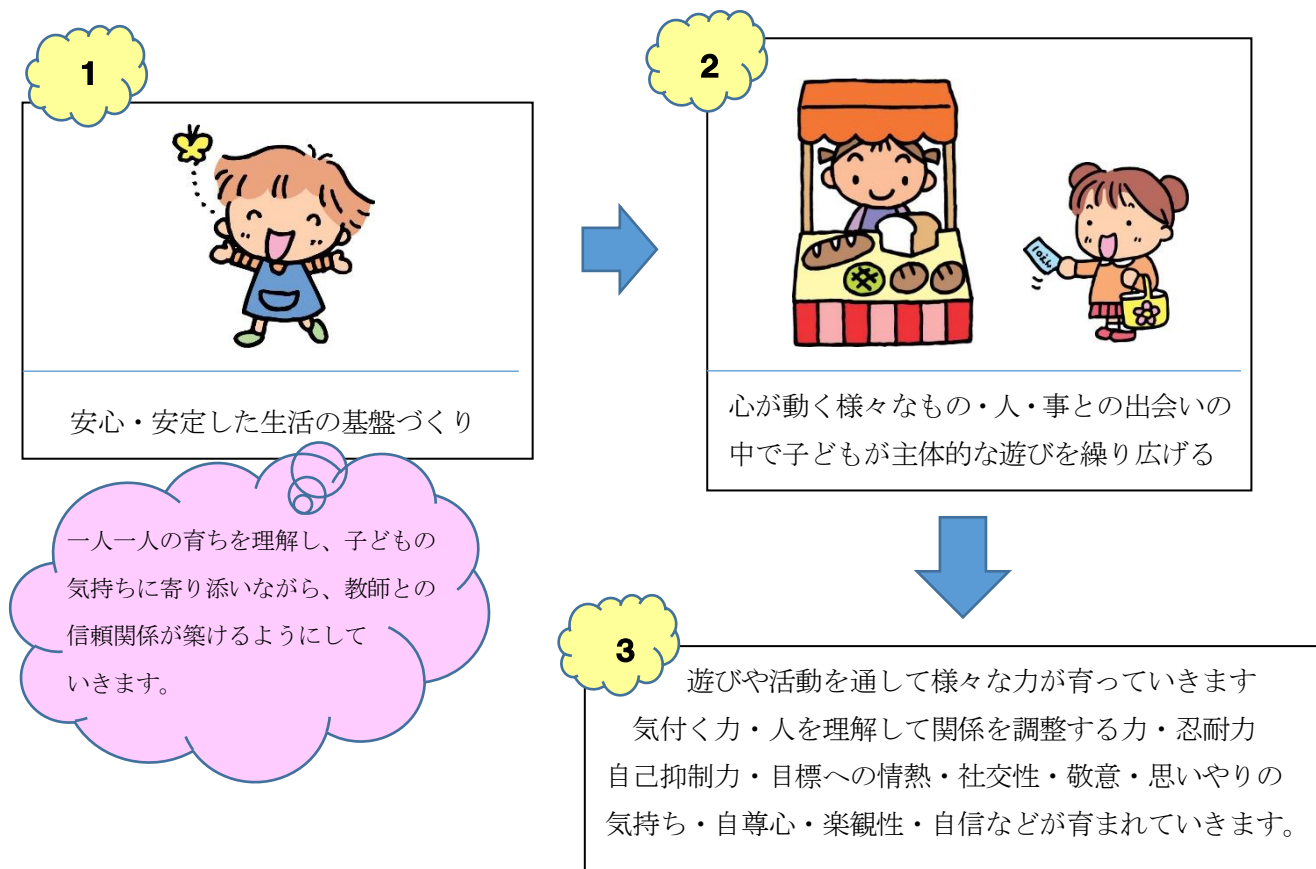 1
安心・安定した生活の基盤づくり
一人一人の育ちを理解し、子どもの
気持ちに寄り添いながら、教師との
信頼関係が築けるようにして
いきます。
2
心が動く様々なもの・人・事との出会いの
中で子どもが主体的な遊びを繰り広げる
3
遊びや活動を通して様々な力が育っていきます
気付く力・人を理解して関係を調整する力・忍耐力
自己抑制力・目標への情熱・社交性・敬意・思いやりの
気持ち・自尊心・楽観性・自信などが育まれていきます。